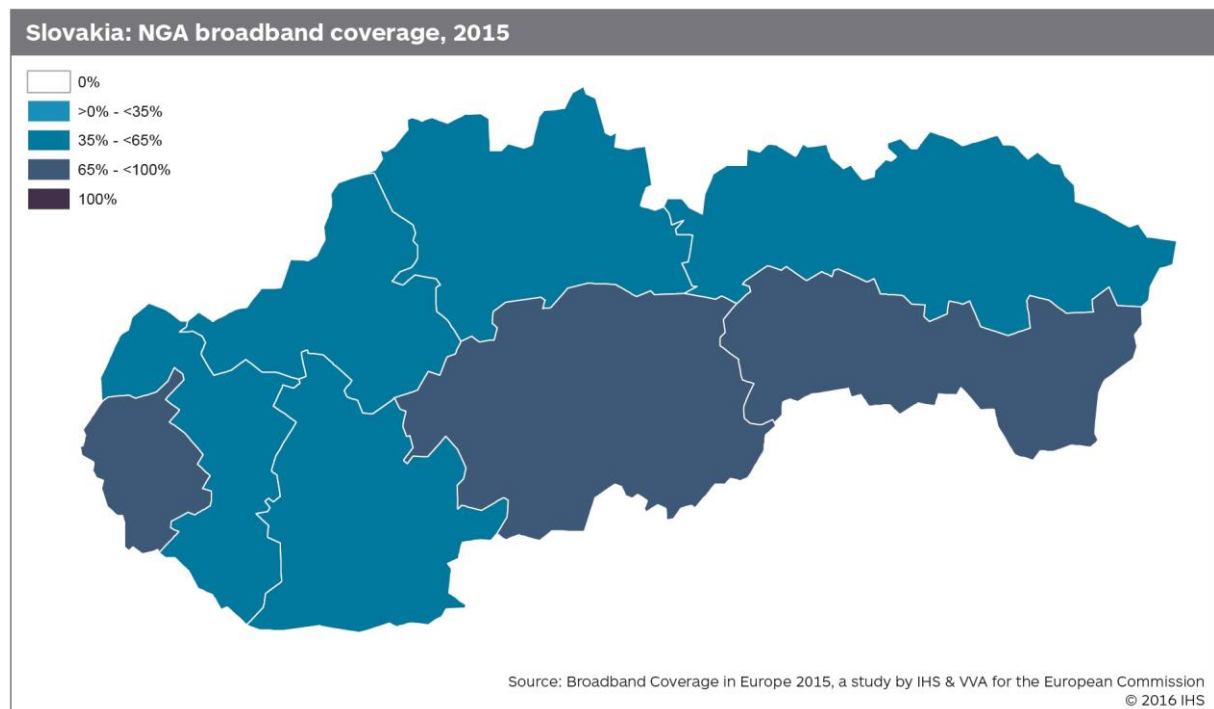 Slovakia: NGA broadband coverage, 2015
0%
>0% - <35%
35% - <65%
65% - <100%
100%
Source: Broadband Coverage in Europe 2015, a study by IHS & VVA for the European Commission
© 2016 IHS